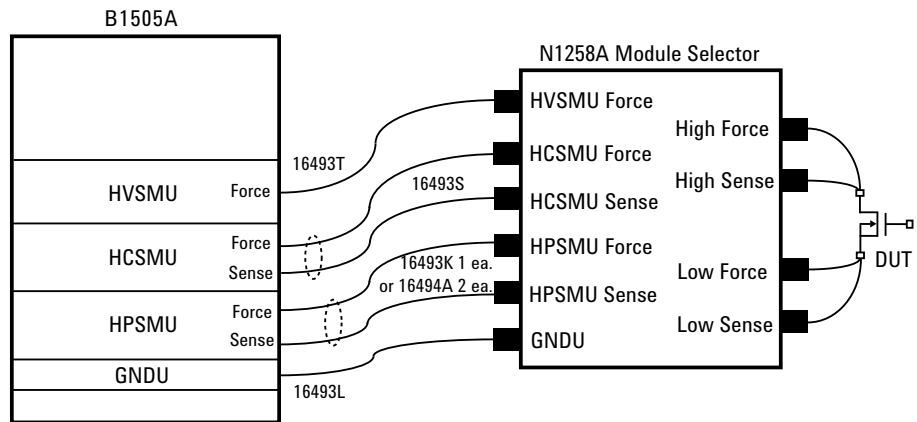 B1505A
HVSMU
Force
HCSMU
Force
Sense
HPSMU
Force
Sense
GNDU
16493T
16493S
16493K 1 ea.
or 16494A 2 ea.
16493L
N1258A Module Selector
HVSMU Force
HCSMU Force
HCSMU Sense
HPSMU Force
HPSMU Sense
GNDU
High Force
High Sense
Low Force
Low Sense
DUT